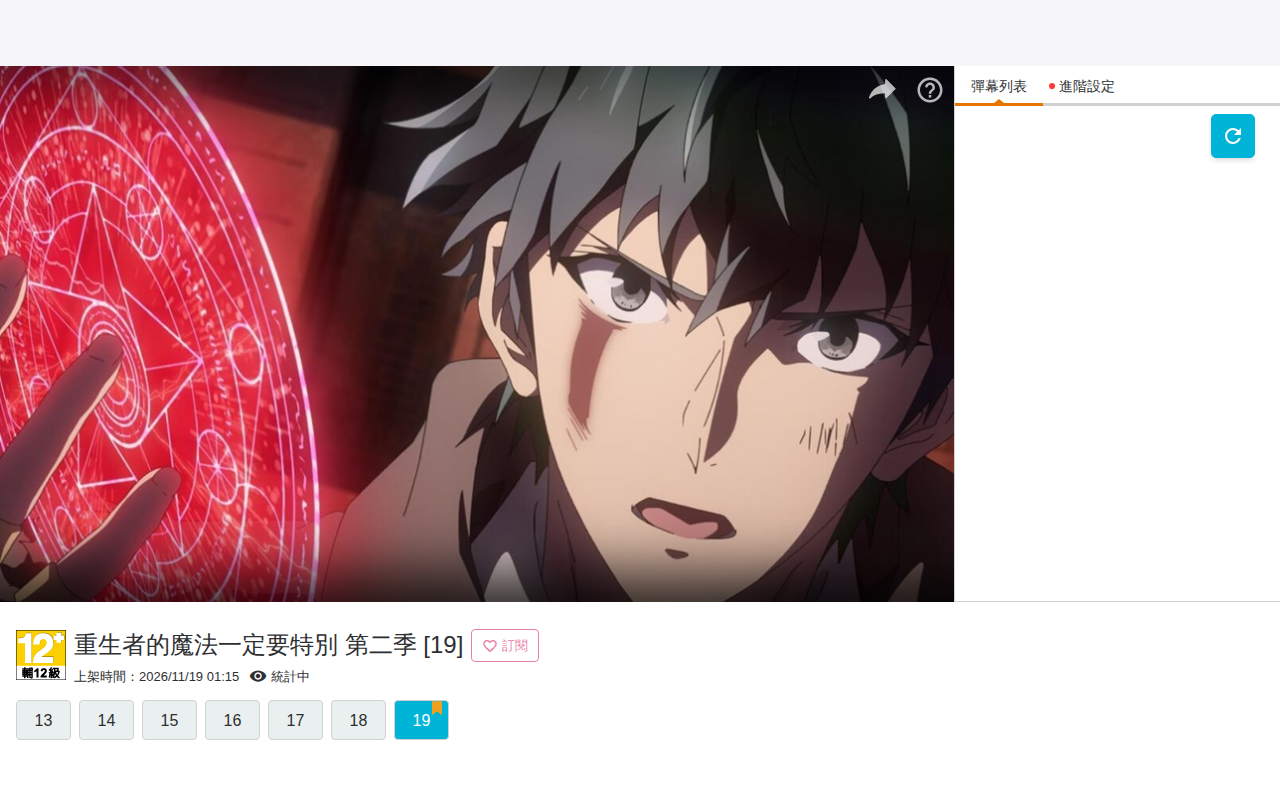 彈幕列表
進階設定
12+
輔12級
重生者的魔法一定要特別 第二季 [19]
訂閱
上架時間：2026/11/19 01:15
統計中
13
14
15
16
17
18
19